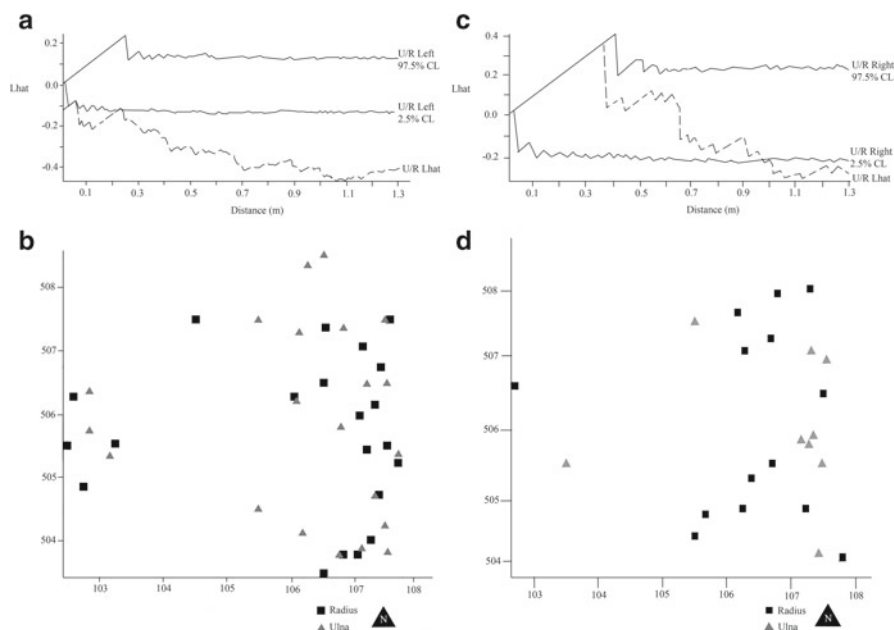 a
0.2
0.0
-0.2
-0.4
Lhat
U/R Left
97.5% CL
U/R Left
2.5% CL
U/R Lhat
0.1
0.3
0.5
0.7
0.9
1.1
1.3
Distance (m)
c
0.4
0.2
0.0
-0.2
Lhat
U/R Right
97.5% CL
U/R Right
2.5% CL
U/R Lhat
0.1
0.3
0.5
0.7
0.9
1.1
1.3
Distance (m)
b
508
507
506
505
504
103
104
105
106
107
108
Radius
Ulna
N
d
508
507
506
505
504
103
104
105
106
107
108
Radius
Ulna
N